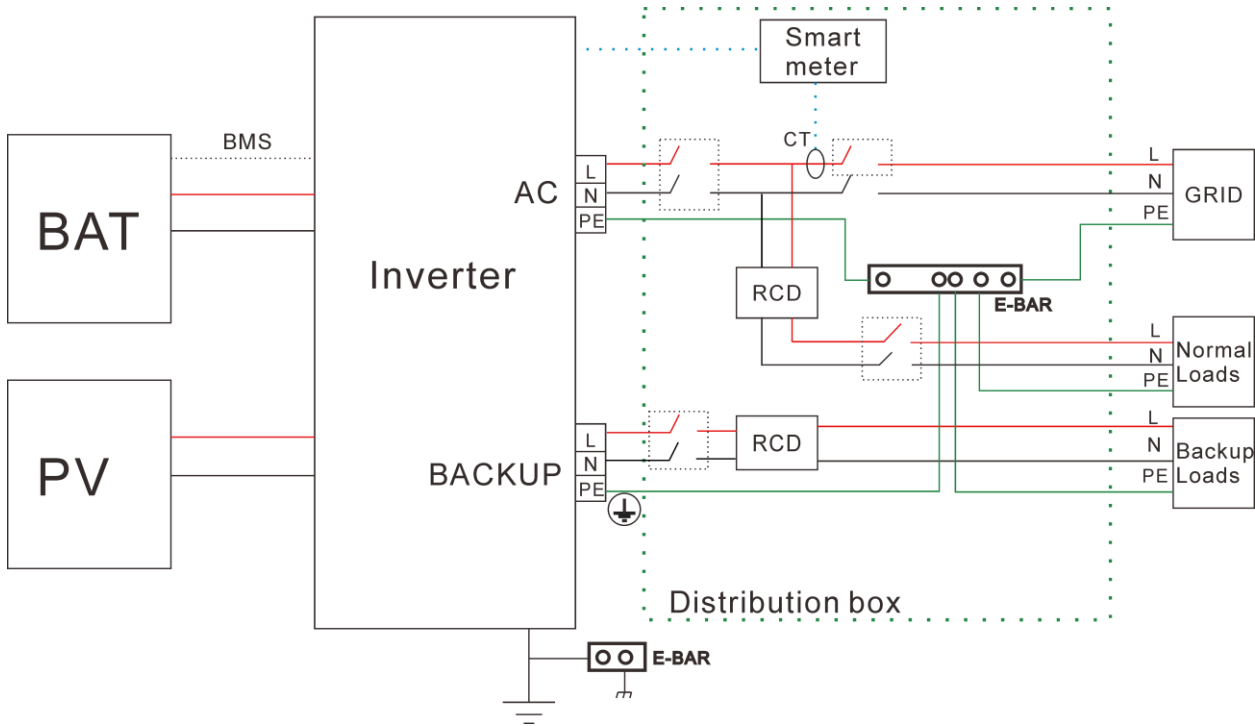 Smart
meter
BMS
CT
L
L
AC
N
N
GRID
BAT
PE
PE
Inverter
RCD
E-BAR
L
N
Normal
PE
Loads
L
L
PV
RCD
BACKUP
N
N
Backup
PE
PE
Loads
Distribution box
E-BAR